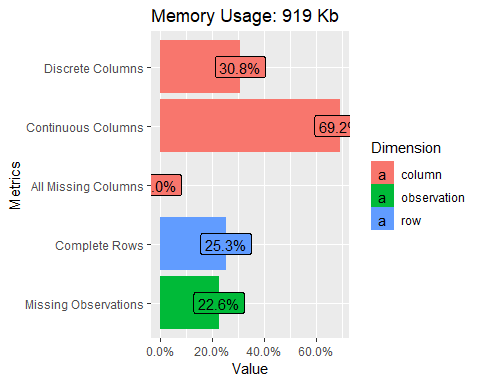 Memory Usage: 919 Kb
Discrete Columns
30.8%
Continuous Columns
69.2%
All Missing Columns
0%
Complete Rows
25.3%
Missing Observations
22.6%
Metrics
0.0% 20.0% 40.0% 60.0%
Value
Dimension
a column
a observation
a row